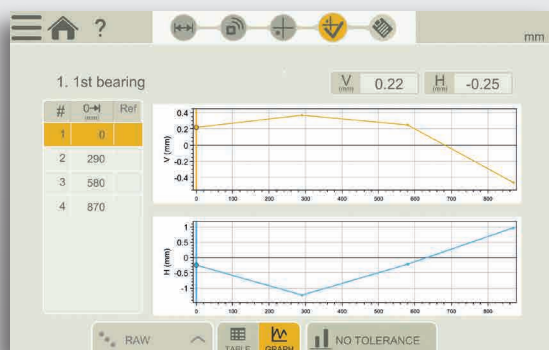 ?
mm
1. 1st bearing
V (mm) 0.22 H (mm) -0.25
# 0 (mm) Ref
1 0
2 290
3 580
4 870
V (mm)
0.4
0.2
0
-0.2
-0.4
0 100 200 300 400 500 600 700 800
H (mm)
1
0.5
0
-0.5
-1
0 100 200 300 400 500 600 700 800
RAW TABLE GRAPH NO TOLERANCE